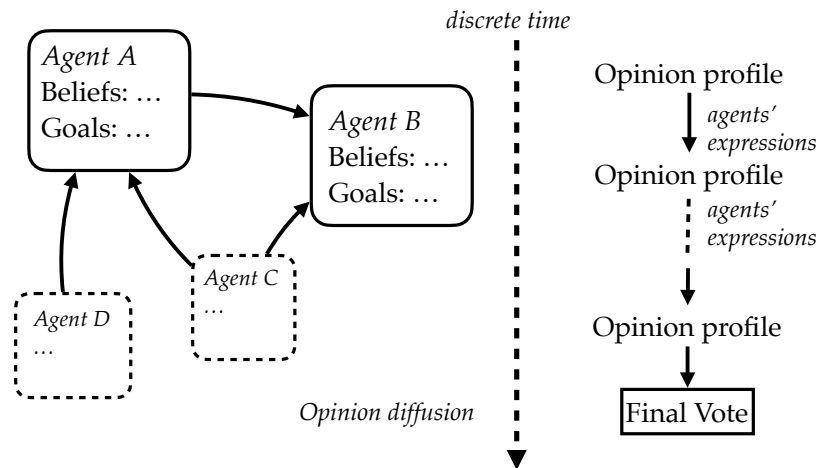 Agent A
Beliefs: …
Goals: …
Agent B
Beliefs: …
Goals: …
Agent C
…
Agent D
…
Opinion diffusion
discrete time
Opinion profile
agents'
expressions
Opinion profile
agents'
expressions
Opinion profile
Final Vote